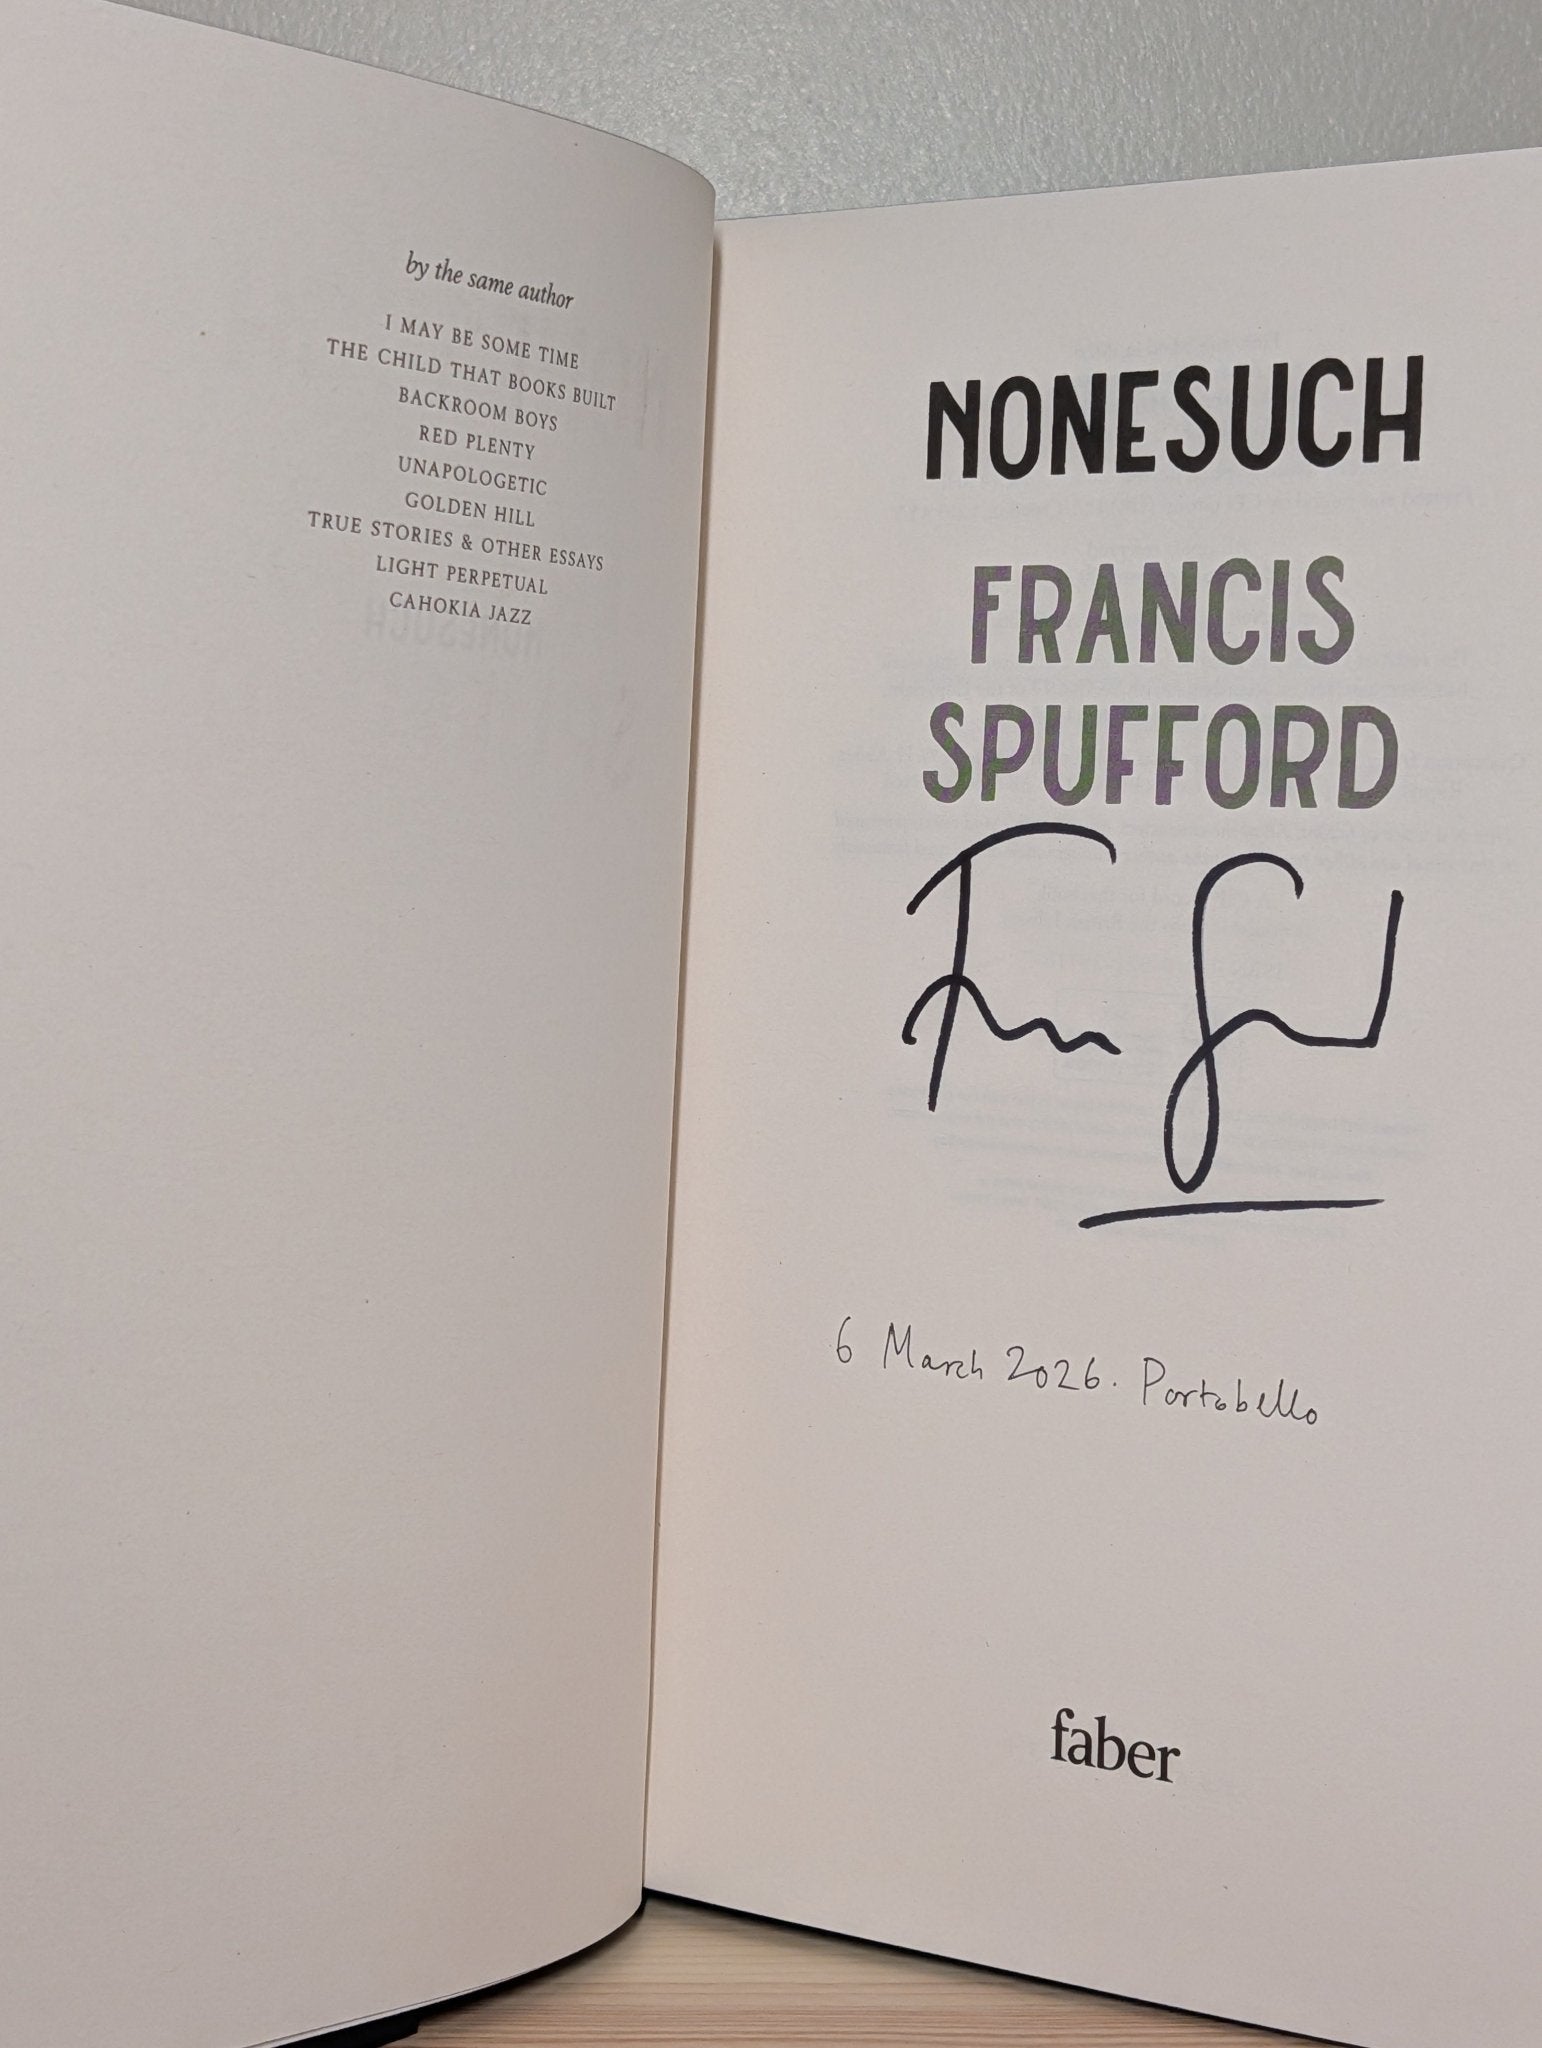 by the same author
I MAY BE SOME TIME
THE CHILD THAT BOOKS BUILT
BACKROOM BOYS
RED PLENTY
UNAPOLOGETIC
GOLDEN HILL
TRUE STORIES & OTHER ESSAYS
LIGHT PERPETUAL
CAHOKIA JAZZ
NONESUCH
FRANCIS
SPUFFORD
6 March 2026. Portobello
faber